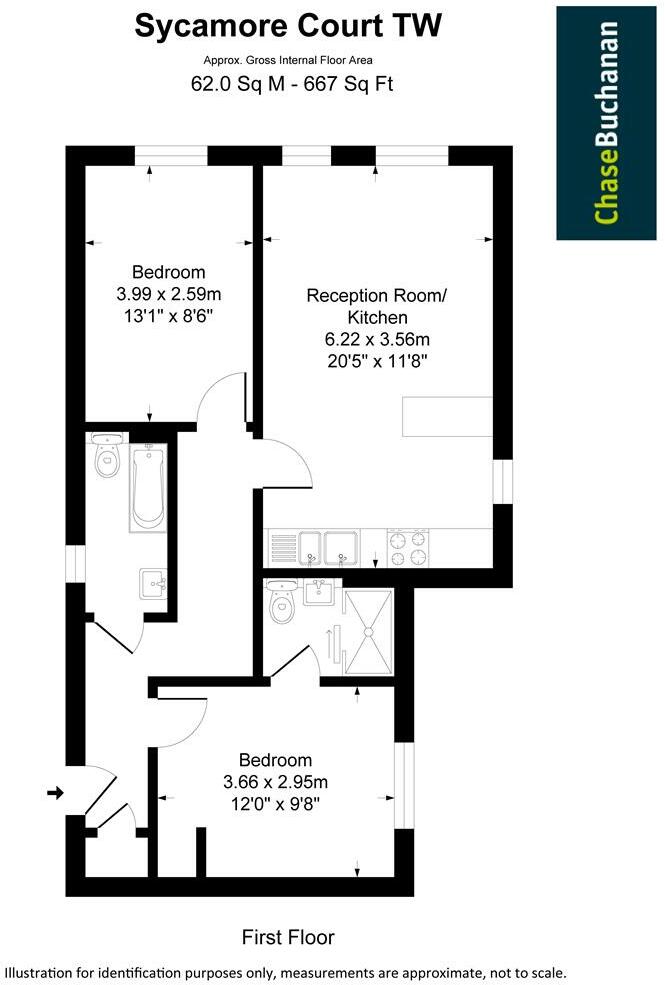 Sycamore Court TW
Approx. Gross Internal Floor Area
62.0 Sq M - 667 Sq Ft
ChaseBuchanan
Bedroom
3.99 x 2.59m
13'1" x 8'6"
Reception Room/
Kitchen
6.22 x 3.56m
20'5" x 11'8"
Bedroom
3.66 x 2.95m
12'0" x 9'8"
First Floor
Illustration for identification purposes only, measurements are approximate, not to scale.